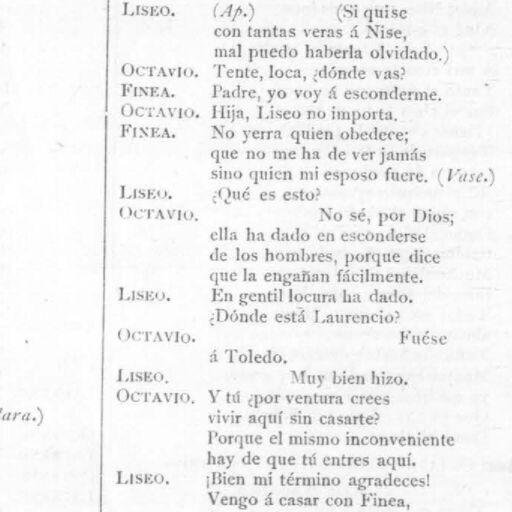 LISEO. (Ap.) (Si quise
con tantas veras á Nise,
mal puedo haberla olvidado.)
OCTAVIO. Tente, loca, ¿dónde vas?
FINEA. Padre, yo voy á esconderme.
OCTAVIO. Hija, Liseo no importa.
FINEA. No yerra quien obedece;
que no me ha de ver jamás
sino quien mi esposo fuere. (Vase.)
LISEO. ¿Qué es esto?
OCTAVIO. No sé, por Dios;
ella ha dado en esconderse
de los hombres, porque dice
que la engañan fácilmente.
LISEO. En gentil locura ha dado.
¿Dónde está Laurencio?
OCTAVIO. Fuése
á Toledo.
LISEO. Muy bien hizo.
OCTAVIO. Y tú ¿por ventura crees
vivir aquí sin casarte?
Porque el mismo inconveniente
hay de que tú entres aquí.
LISEO. ¡Bien mi término agradeces!
Vengo á casar con Finea,